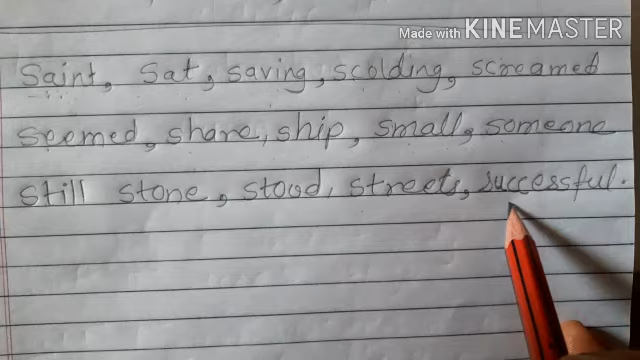 Made with KINEMASTER
Saint, Sat, saving, scolding, screamed
seemed, share, ship, small, someone
still stone, stood, streets, successful.